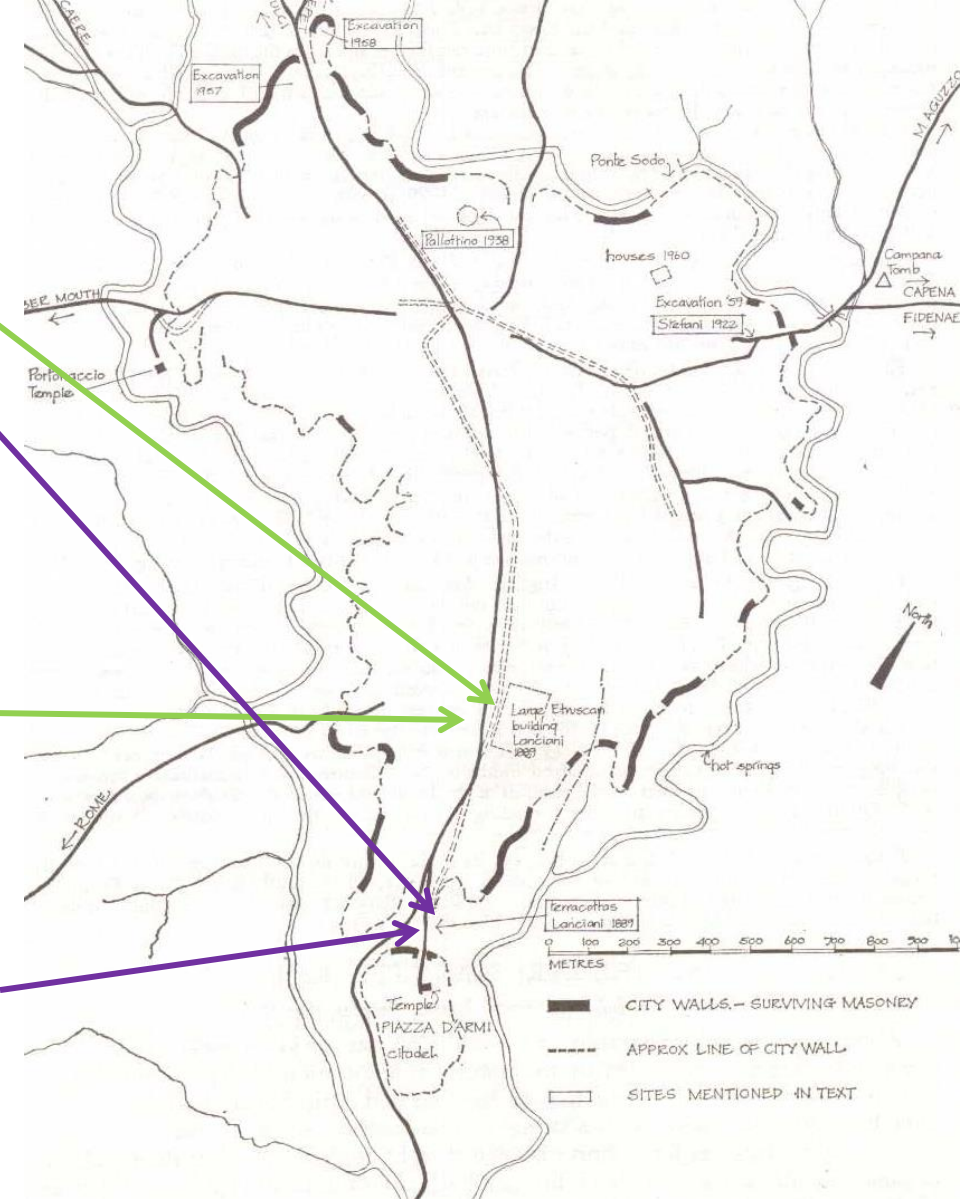 CAERE
Excavation
1968
Excavation
1957
MAGUZZO
Ponte Sodo
Pallottino 1938
houses 1960
Campana
Tomb
CAPENA
BER MOUTH
Excavation '59
Stefani 1922
FIDENAE
Portonaccio
Temple
North
Large Etruscan
building
Lanciani
1889
hot springs
ROME
terracottas
Lanciani 1889
0 100 200 300 400 500 600 700 800 900
METRES
Temple
PIAZZA D'ARMI
citadel
CITY WALLS.- SURVIVING MASONRY
APPROX LINE OF CITY WALL
SITES MENTIONED IN TEXT